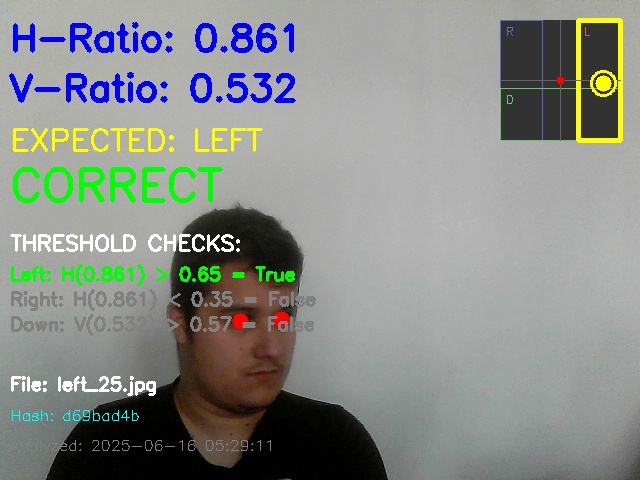 H-Ratio: 0.861
V-Ratio: 0.532
EXPECTED: LEFT
CORRECT
THRESHOLD CHECKS:
Left: H(0.861) > 0.65 = True
Right: H(0.861) < 0.35 = False
Down: V(0.532) > 0.57 = False
File: left_25.jpg
Hash: d69bad4b
2025-06-16 05:29:11
R
L
D